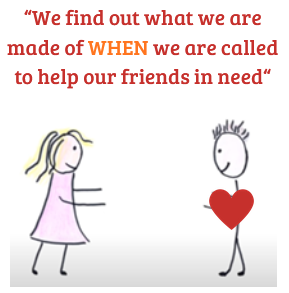 “We find out what we are
made of WHEN we are called
to help our friends in need“